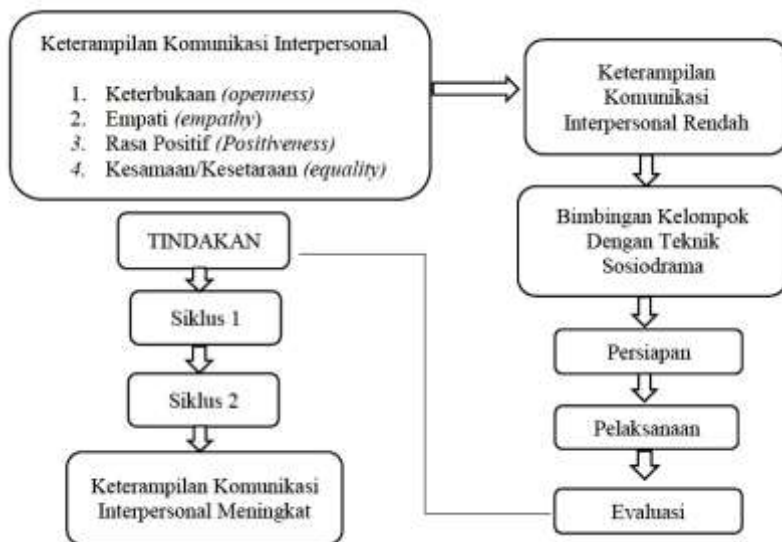 Keterampilan Komunikasi Interpersonal
1. Keterbukaan (openness)
2. Empati (empathy)
3. Rasa Positif (Positiveness)
4. Kesamaan/Kesetaraan (equality)
Keterampilan
Komunikasi
Interpersonal Rendah
Bimbingan Kelompok
Dengan Teknik
Sosiodrama
Persiapan
Pelaksanaan
Evaluasi
TINDAKAN
Siklus 1
Siklus 2
Keterampilan Komunikasi
Interpersonal Meningkat